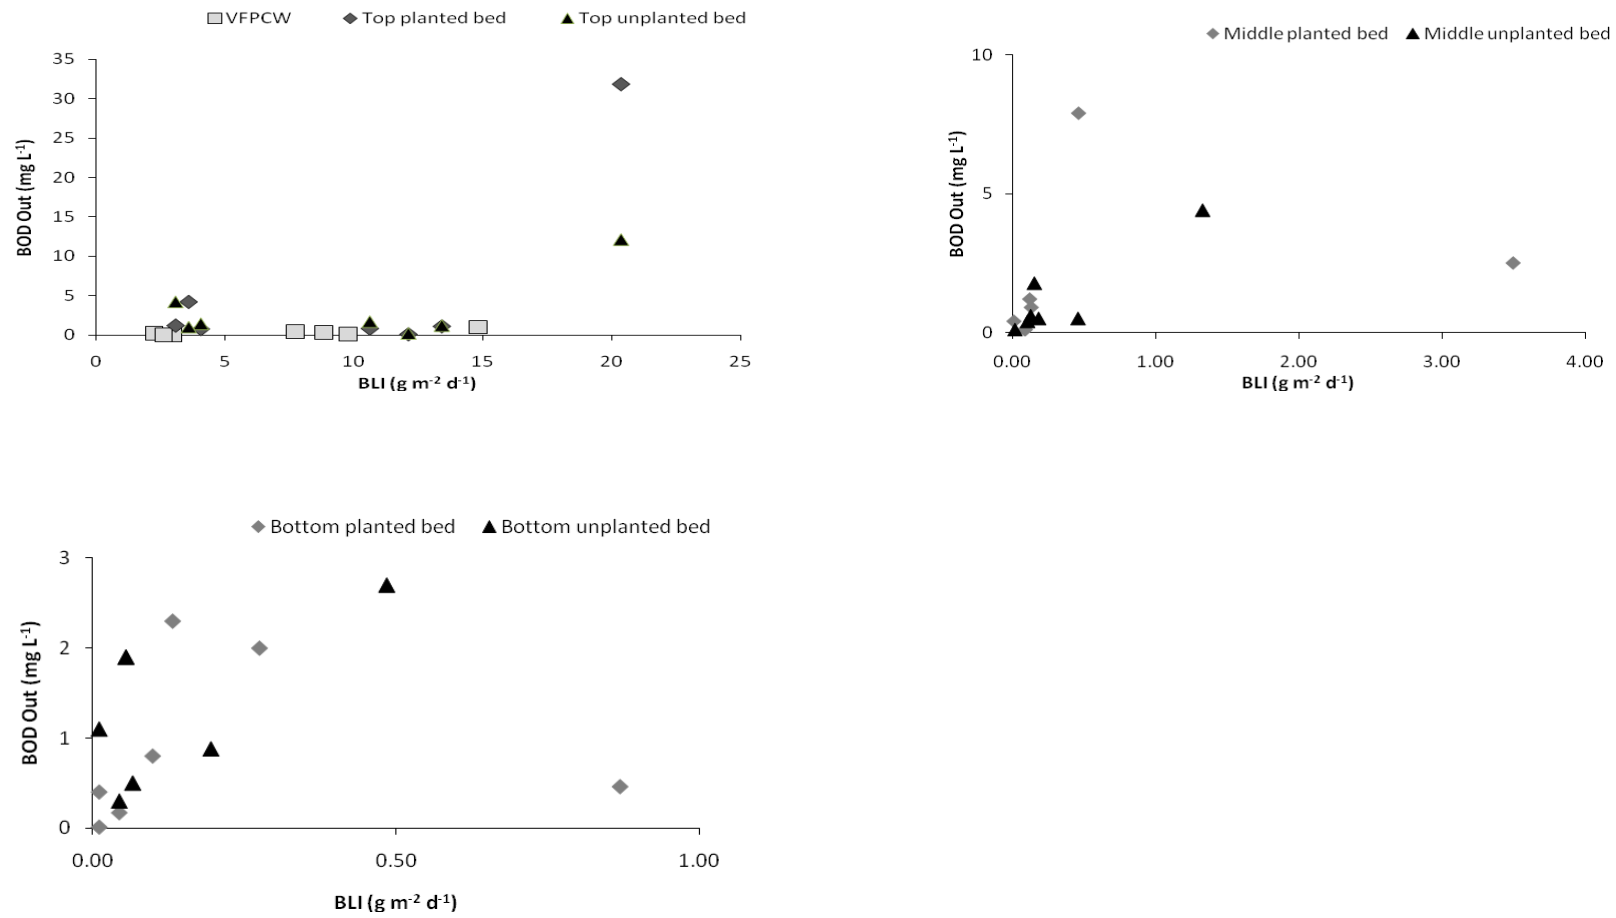 VFPCW Top planted bed Top unplanted bed
35
30
25
20
15
10
5
0
BOD Out (mg L⁻¹)
0 5 10 15 20 25
BLI (g m⁻² d⁻¹)
Middle planted bed Middle unplanted bed
10
5
0
BOD Out (mg L⁻¹)
0.00 1.00 2.00 3.00 4.00
BLI (g m⁻² d⁻¹)
Bottom planted bed Bottom unplanted bed
3
2
1
0
BOD Out (mg L⁻¹)
0.00 0.50 1.00
BLI (g m⁻² d⁻¹)